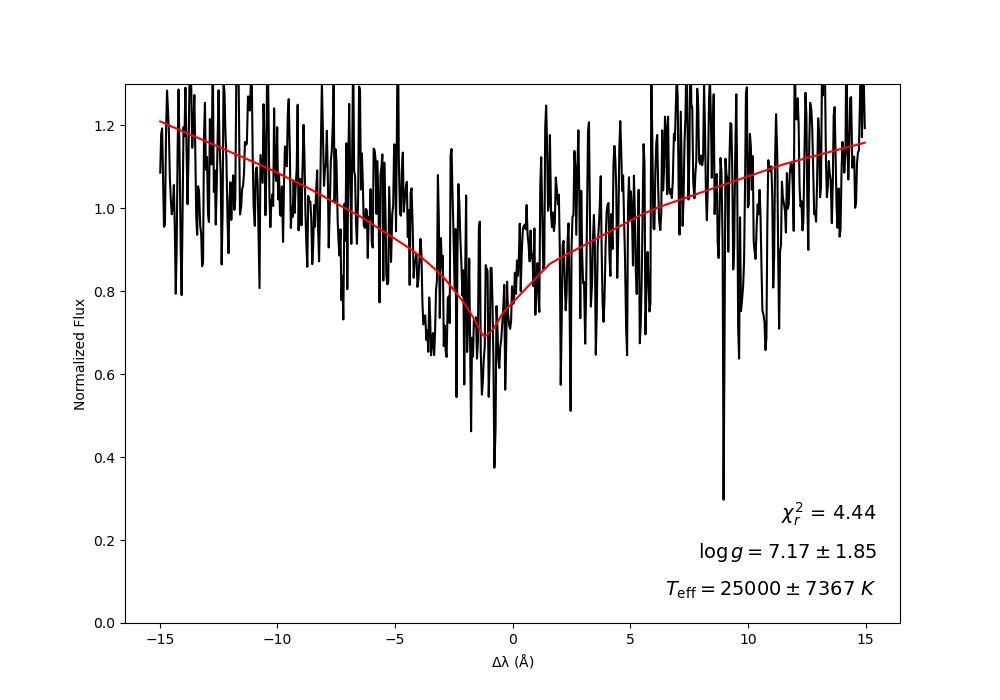 1.2
1.0
0.8
0.6
0.4
0.2
0.0
Normalized Flux
χ²ᵣ = 4.44
log g = 7.17 ± 1.85
T_eff = 25000 ± 7367 K
−15 −10 −5 0 5 10 15
Δλ (Å)